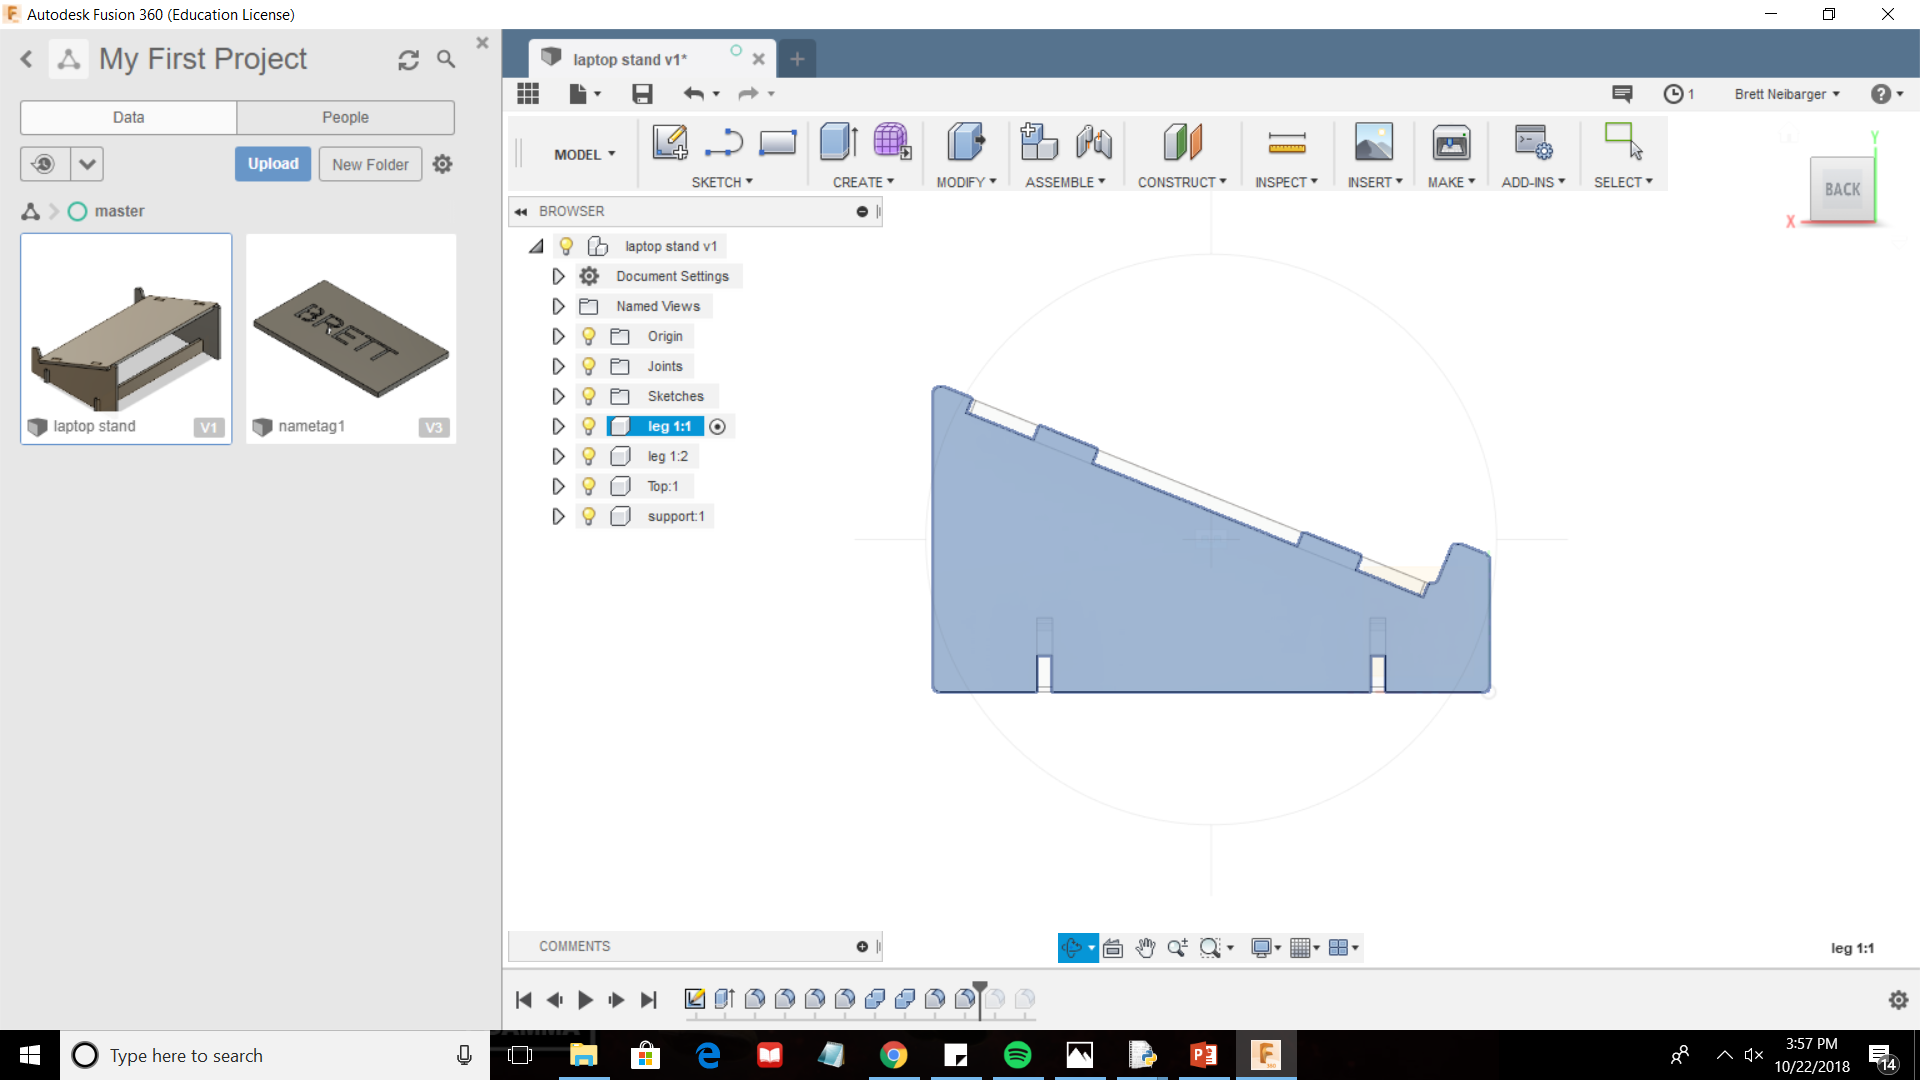 Autodesk Fusion 360 (Education License)
My First Project
Data
People
Upload
New Folder
master
BRETT
laptop stand
V1
nametag1
V3
laptop stand v1*
1
Brett Neibarger
MODEL
SKETCH
CREATE
MODIFY
ASSEMBLE
CONSTRUCT
INSPECT
INSERT
MAKE
ADD-INS
SELECT
Y
BACK
X
BROWSER
laptop stand v1
Document Settings
Named Views
Origin
Joints
Sketches
leg 1:1
leg 1:2
Top:1
support:1
COMMENTS
leg 1:1
Type here to search
3:57 PM
10/22/2018
14